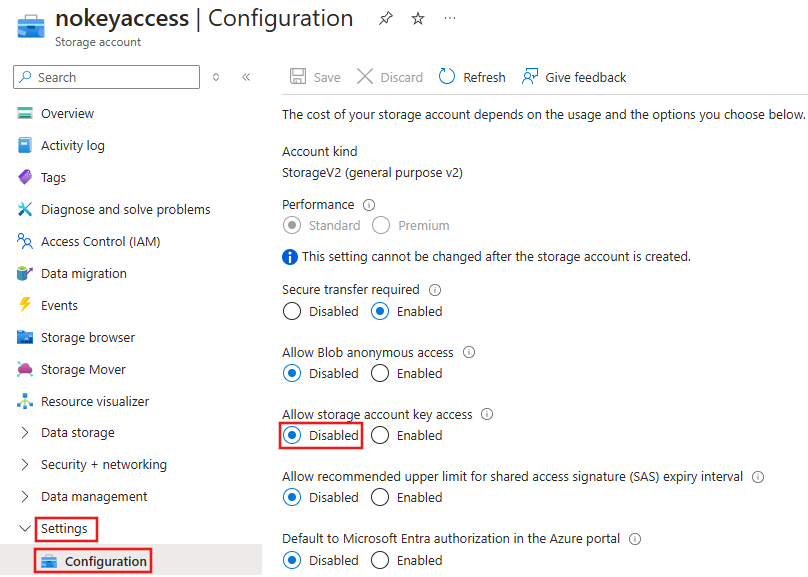 nokeyaccess | Configuration ...
Storage account
Search
Overview
Activity log
Tags
Diagnose and solve problems
Access Control (IAM)
Data migration
Events
Storage browser
Storage Mover
Resource visualizer
Data storage
Security + networking
Data management
Settings
Configuration
Save Discard Refresh Give feedback
The cost of your storage account depends on the usage and the options you choose below.
Account kind
StorageV2 (general purpose v2)
Performance
Standard Premium
This setting cannot be changed after the storage account is created.
Secure transfer required
Disabled Enabled
Allow Blob anonymous access
Disabled Enabled
Allow storage account key access
Disabled Enabled
Allow recommended upper limit for shared access signature (SAS) expiry interval
Disabled Enabled
Default to Microsoft Entra authorization in the Azure portal
Disabled Enabled